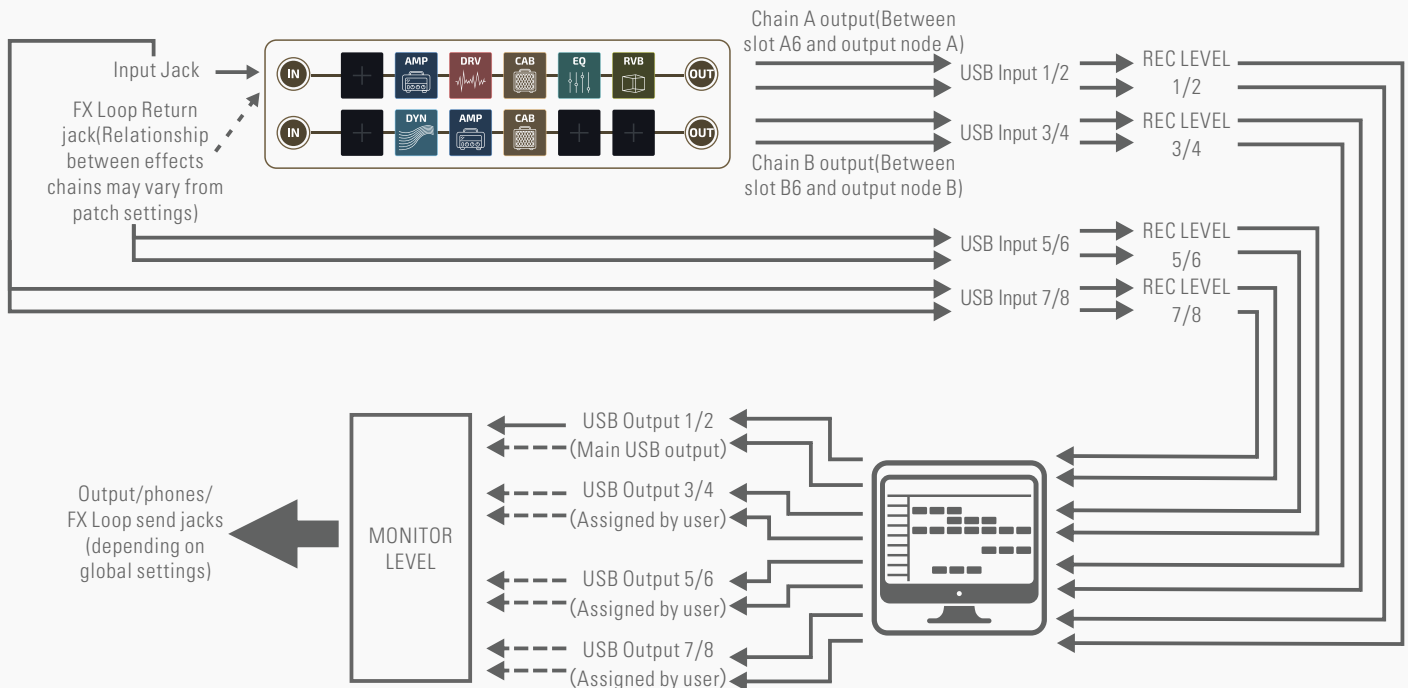 Chain A output(Between
slot A6 and output node A)
Input Jack
IN
AMP
DRV
CAB
EQ
RVB
OUT
USB Input 1/2
REC LEVEL
1/2
FX Loop Return
jack(Relationship
between effects
chains may vary from
patch settings)
IN
DYN
AMP
CAB
OUT
USB Input 3/4
REC LEVEL
3/4
Chain B output(Between
slot B6 and output node B)
USB Input 5/6
REC LEVEL
5/6
USB Input 7/8
REC LEVEL
7/8
USB Output 1/2
(Main USB output)
USB Output 3/4
(Assigned by user)
USB Output 5/6
(Assigned by user)
USB Output 7/8
(Assigned by user)
MONITOR
LEVEL
Output/phones/
FX Loop send jacks
(depending on
global settings)